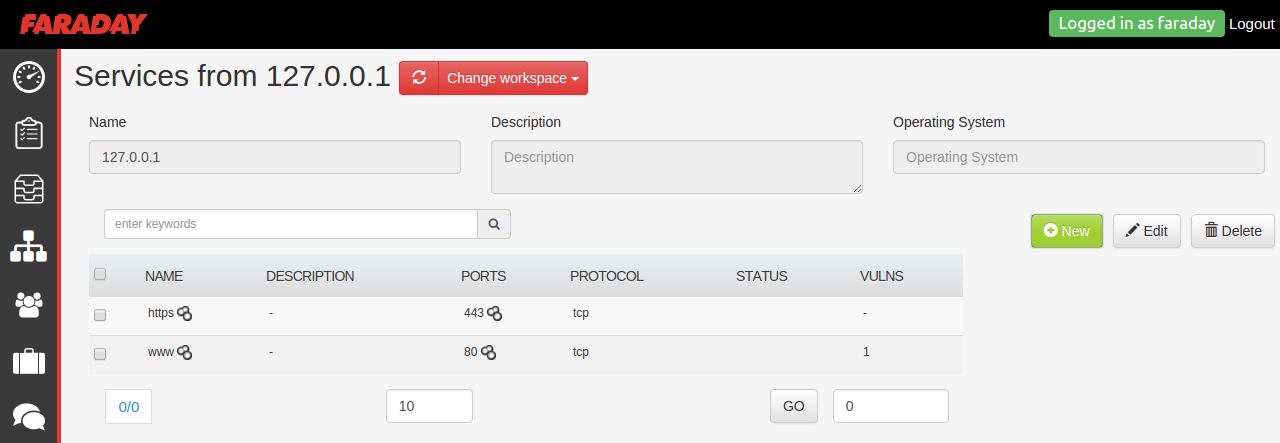 FARADAY
Logged in as faraday Logout
Services from 127.0.0.1 Change workspace
Name Description Operating System
127.0.0.1 Description Operating System
enter keywords New Edit Delete
NAME DESCRIPTION PORTS PROTOCOL STATUS VULNS
https - 443 tcp -
www - 80 tcp 1
0/0 10 GO 0